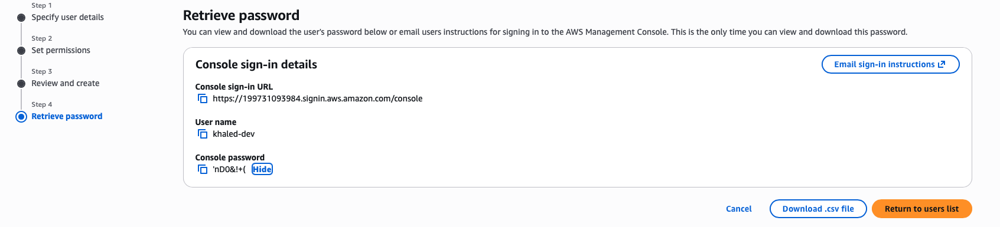 Step 1
Specify user details
Step 2
Set permissions
Step 3
Review and create
Step 4
Retrieve password
Retrieve password
You can view and download the user's password below or email users instructions for signing in to the AWS Management Console. This is the only time you can view and download this password.
Console sign-in details
Email sign-in instructions
Console sign-in URL
https://199731093984.signin.aws.amazon.com/console
User name
khaled-dev
Console password
'nD0&!+( Hide
Cancel
Download .csv file
Return to users list